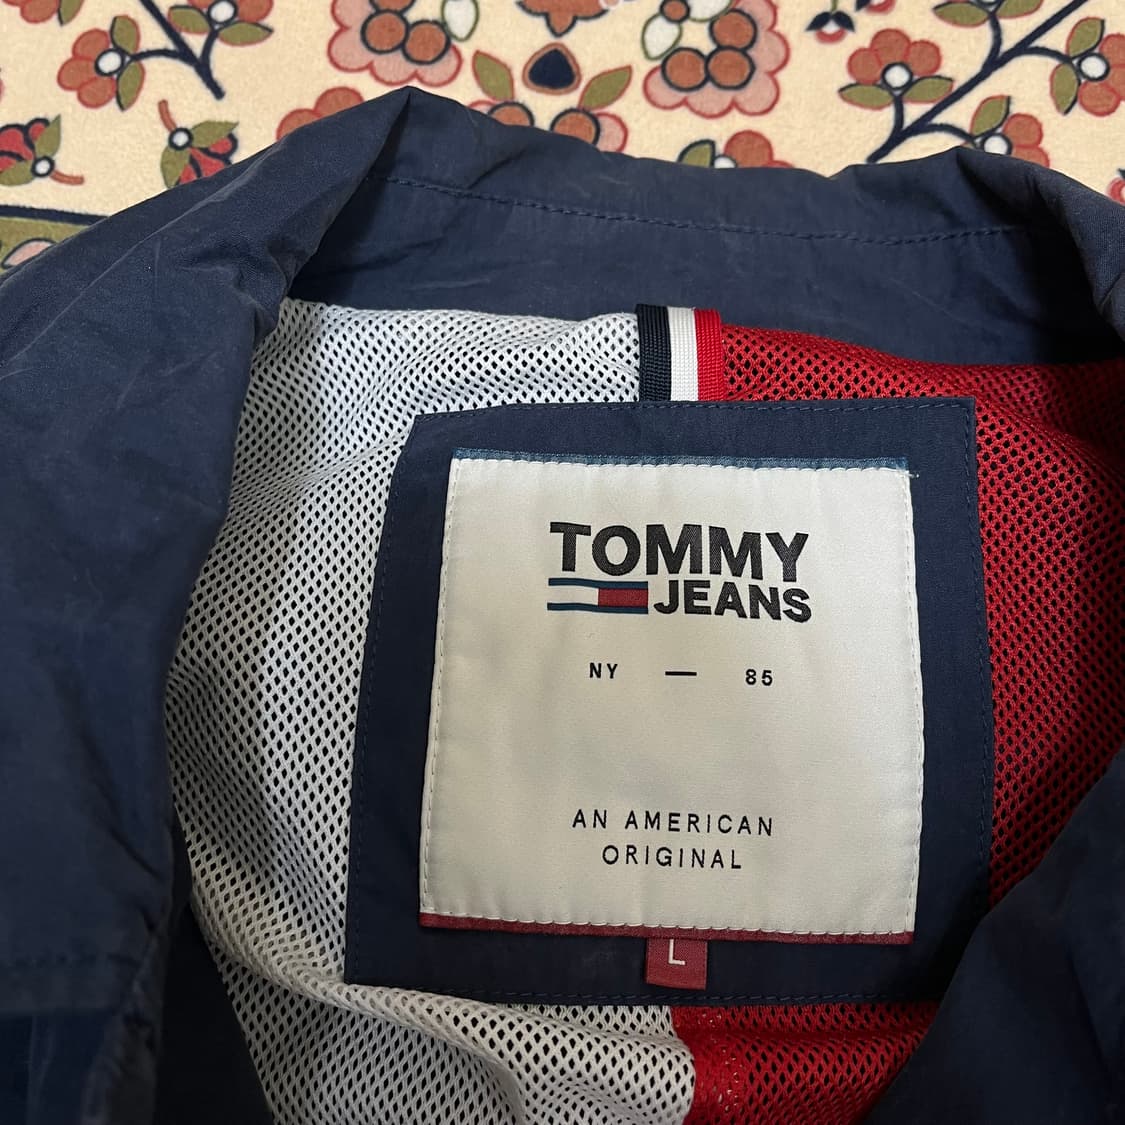 TOMMY
JEANS
NY — 85
AN AMERICAN
ORIGINAL
L